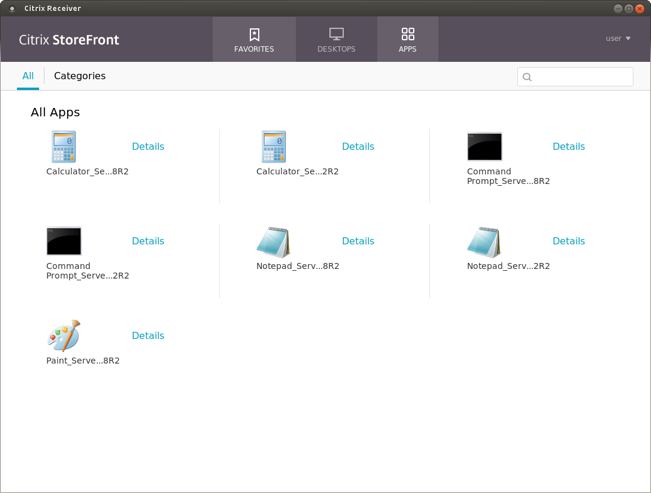 Citrix Receiver
Citrix StoreFront
FAVORITES
DESKTOPS
APPS
user
All
Categories
All Apps
Calculator_Se...8R2
Details
Calculator_Se...2R2
Details
Command
Prompt_Serve...8R2
Details
Command
Prompt_Serve...2R2
Details
Notepad_Serv...8R2
Details
Notepad_Serv...2R2
Details
Paint_Serve...8R2
Details